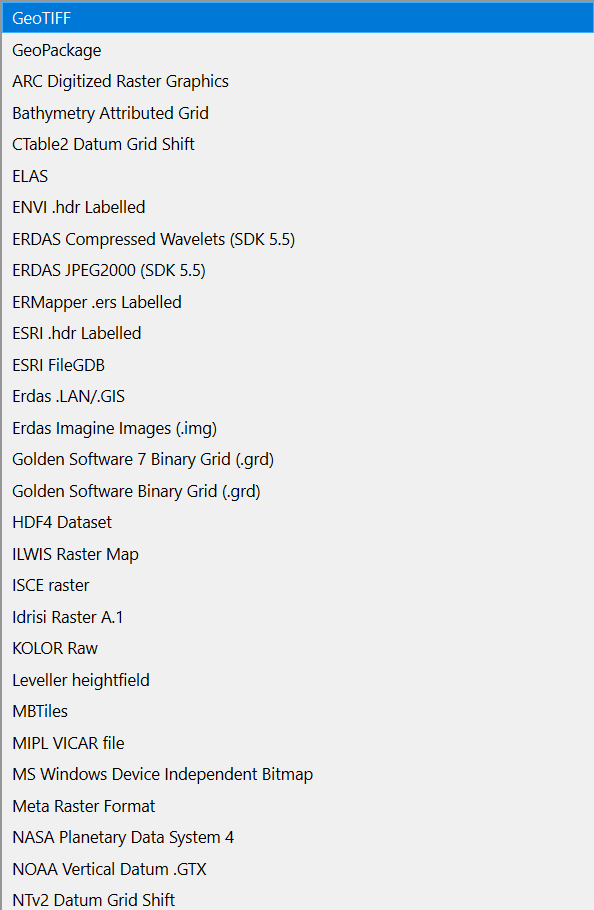 GeoTIFF
GeoPackage
ARC Digitized Raster Graphics
Bathymetry Attributed Grid
CTable2 Datum Grid Shift
ELAS
ENVI .hdr Labelled
ERDAS Compressed Wavelets (SDK 5.5)
ERDAS JPEG2000 (SDK 5.5)
ERMapper .ers Labelled
ESRI .hdr Labelled
ESRI FileGDB
Erdas .LAN/.GIS
Erdas Imagine Images (.img)
Golden Software 7 Binary Grid (.grd)
Golden Software Binary Grid (.grd)
HDF4 Dataset
ILWIS Raster Map
ISCE raster
Idrisi Raster A.1
KOLOR Raw
Leveller heightfield
MBTiles
MIPL VICAR file
MS Windows Device Independent Bitmap
Meta Raster Format
NASA Planetary Data System 4
NOAA Vertical Datum .GTX
NTv2 Datum Grid Shift